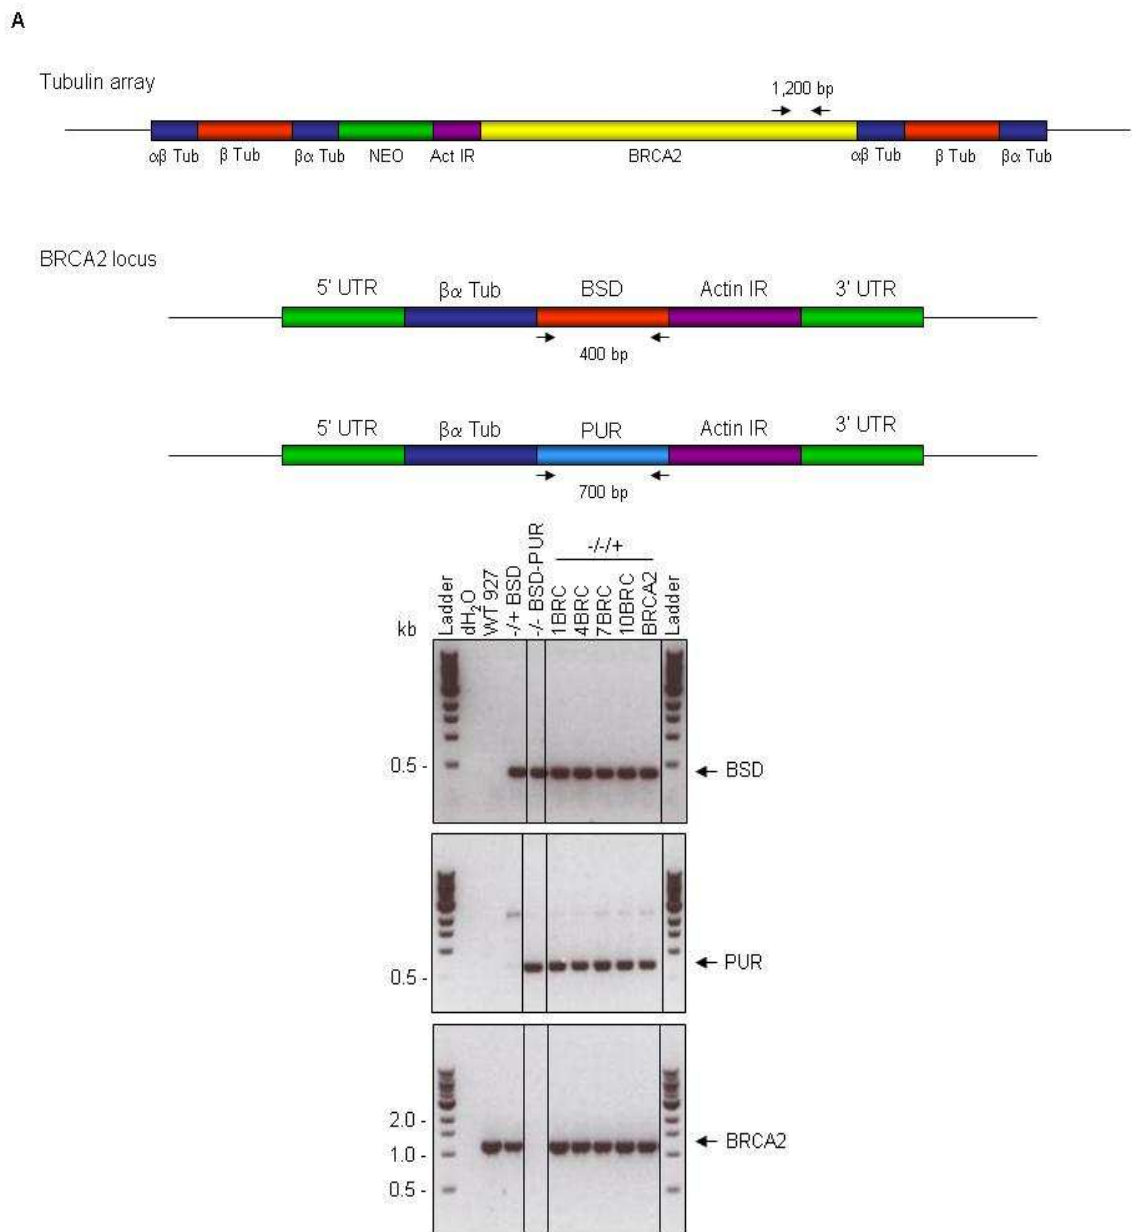 A
Tubulin array
1,200 bp
αβ Tub β Tub βα Tub NEO Act IR BRCA2 αβ Tub β Tub βα Tub
BRCA2 locus
5' UTR βα Tub BSD Actin IR 3' UTR
400 bp
5' UTR βα Tub PUR Actin IR 3' UTR
700 bp
-/-/+
kb Ladder dH₂O WT 927 -/+ BSD -/- BSD-PUR 1BRC 4BRC 7BRC 10BRC BRCA2 Ladder
0.5 - BSD
PUR
0.5 -
2.0 -
BRCA2
1.0 -
0.5 -